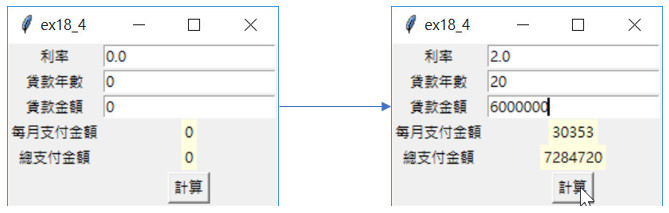 ex18_4
利率 0.0
貸款年數 0
貸款金額 0
每月支付金額 0
總支付金額 0
計算
ex18_4
利率 2.0
貸款年數 20
貸款金額 6000000
每月支付金額 30353
總支付金額 7284720
計算